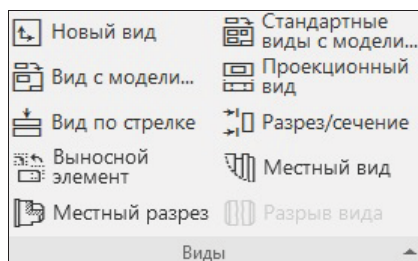 Новый вид
Стандартные
виды с модели...
Вид с модели...
Проекционный
вид
Вид по стрелке
Разрез/сечение
Выносной
элемент
Местный вид
Местный разрез
Разрыв вида
Виды